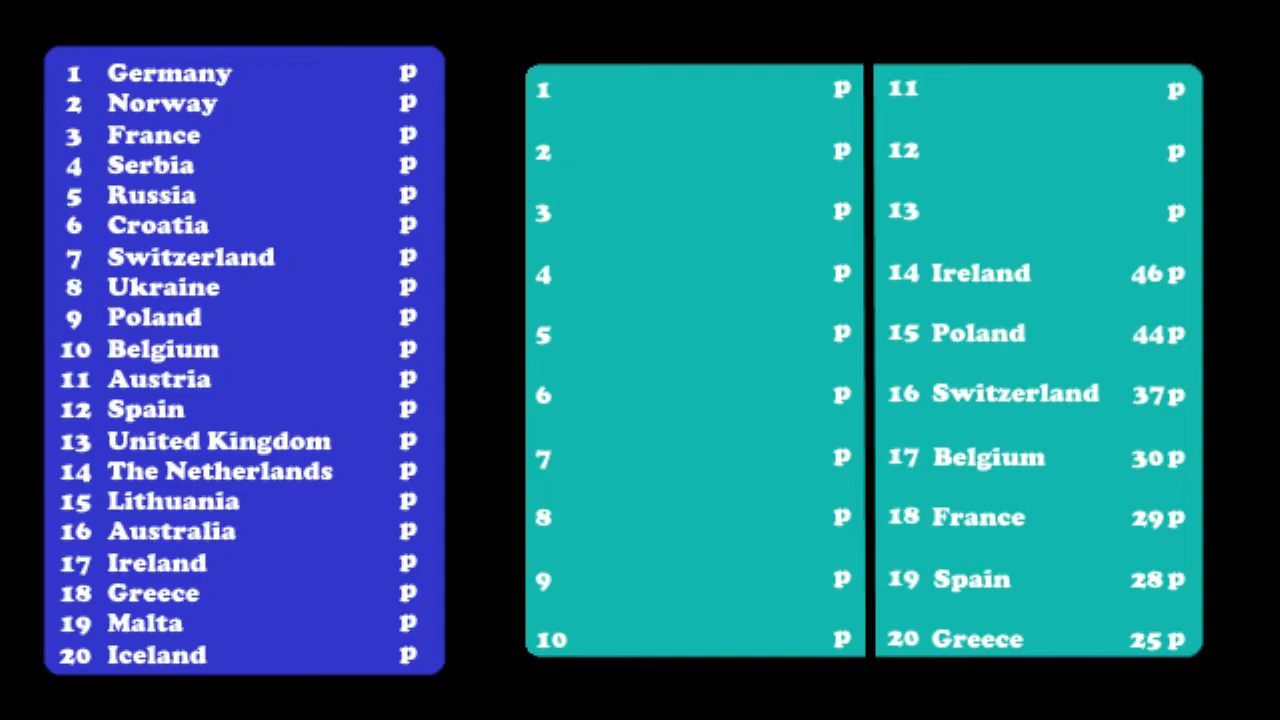 1 Germany p
2 Norway p
3 France p
4 Serbia p
5 Russia p
6 Croatia p
7 Switzerland p
8 Ukraine p
9 Poland p
10 Belgium p
11 Austria p
12 Spain p
13 United Kingdom p
14 The Netherlands p
15 Lithuania p
16 Australia p
17 Ireland p
18 Greece p
19 Malta p
20 Iceland p
1 p
2 p
3 p
4 p
5 p
6 p
7 p
8 p
9 p
10 p
11 p
12 p
13 p
14 Ireland 46 p
15 Poland 44 p
16 Switzerland 37 p
17 Belgium 30 p
18 France 29 p
19 Spain 28 p
20 Greece 25 p